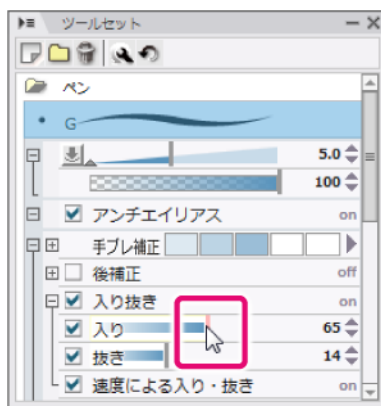 ツールセット
ペン
G
5.0
100
アンチエイリアス on
手ブレ補正
後補正 off
入り抜き on
入り 65
抜き 14
速度による入り・抜き on